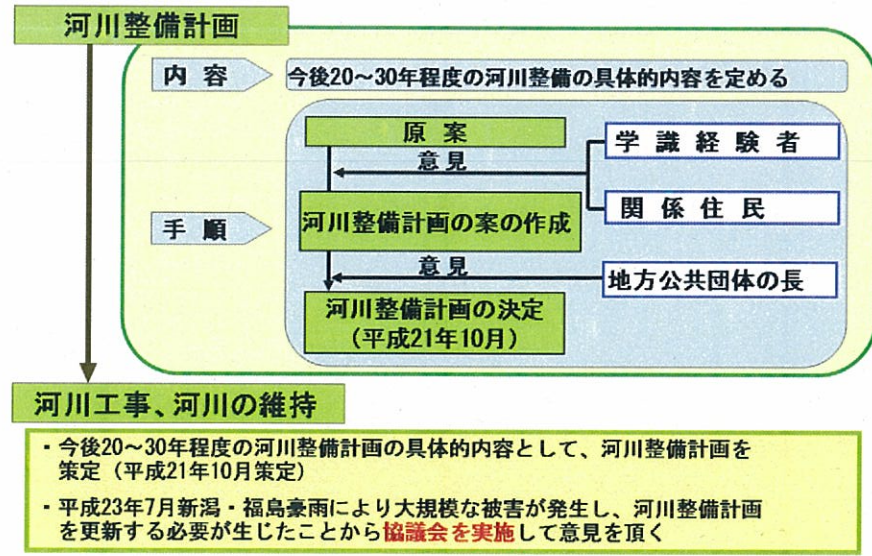 河川整備計画
内 容
今後20～30年程度の河川整備の具体的内容を定める
原 案
学 識 経 験 者
意見
関 係 住 民
手 順
河川整備計画の案の作成
意見
地方公共団体の長
河川整備計画の決定
(平成21年10月)
河川工事、河川の維持
・今後20～30年程度の河川整備計画の具体的内容として、河川整備計画を
策定（平成21年10月策定）
・平成23年7月新潟・福島豪雨により大規模な被害が発生し、河川整備計画
を更新する必要が生じたことから協議会を実施して意見を頂く